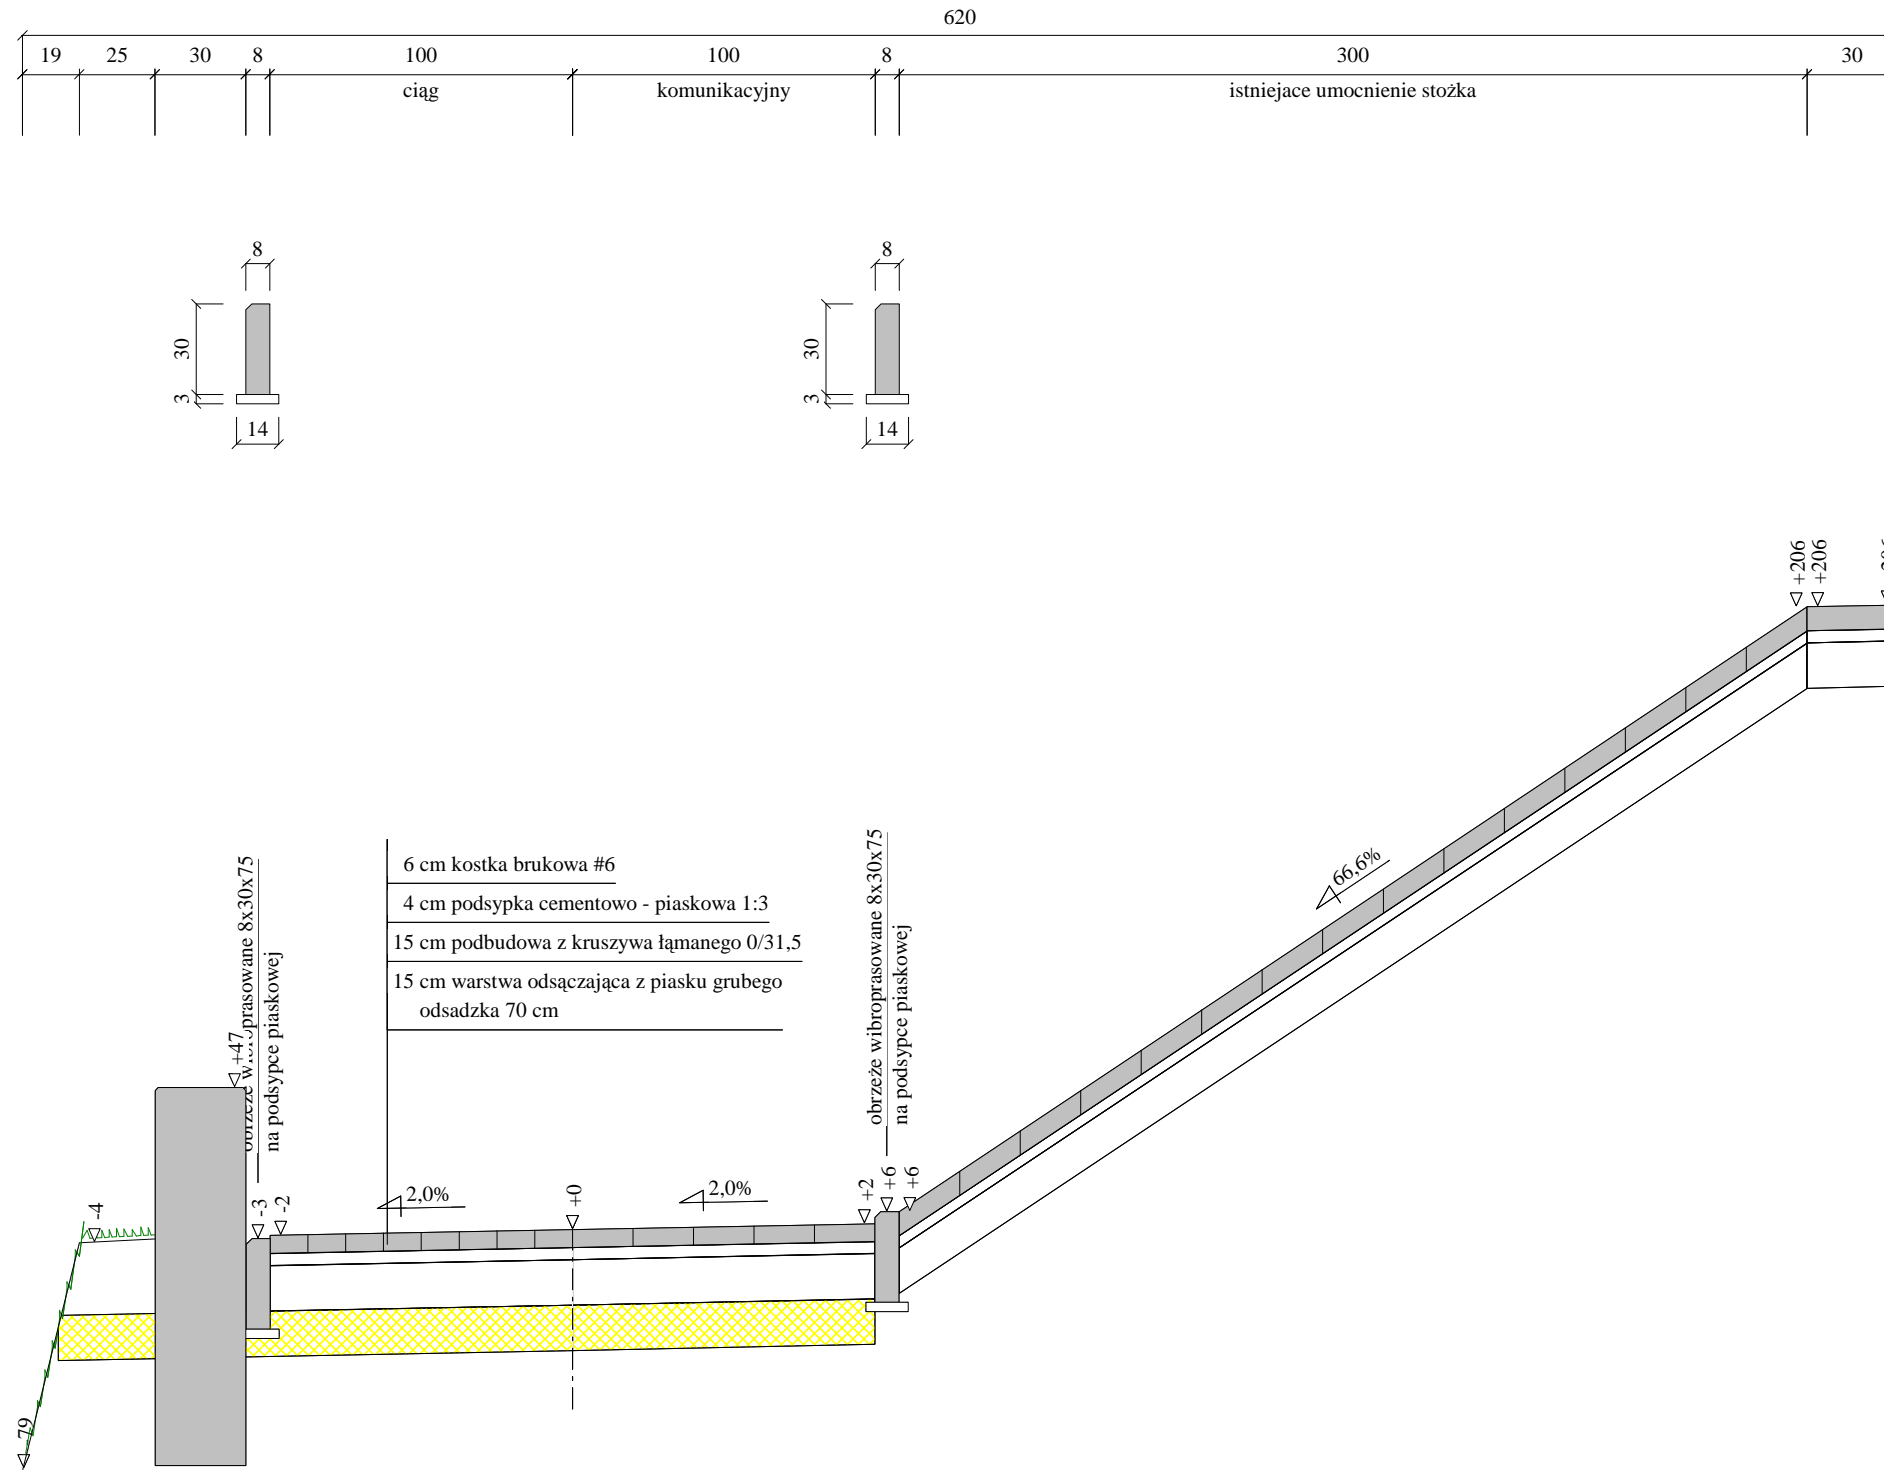 620
19 25 30 8 100 100 8 300 30
ciąg komunikacyjny istniejace umocnienie stożka
8 8
30 30
3 3
14 14
+206 +206
66,6%
6 cm kostka brukowa #6
4 cm podsypka cementowo - piaskowa 1:3
15 cm podbudowa z kruszywa łąmanego 0/31,5
15 cm warstwa odsączająca z piasku grubego
odsadzka 70 cm
obrzeże wibroprasowane 8x30x75
na podsypce piaskowej
obrzeże wibroprasowane 8x30x75
na podsypce piaskowej
+47
-4 -3 -2 2,0% +0 2,0% +2 +6 +6
-79